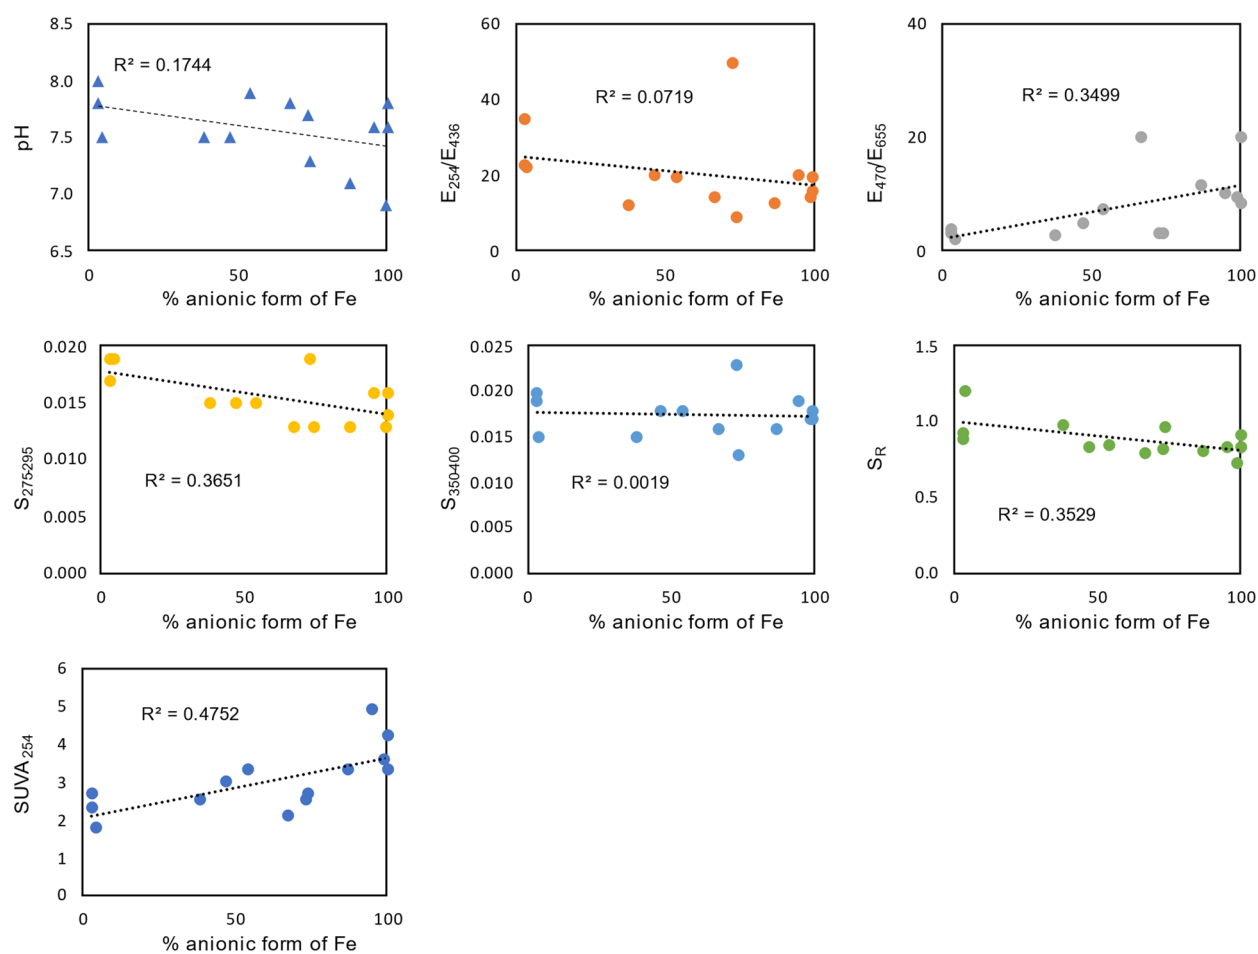 8.5
8.0
7.5
7.0
6.5
pH
R² = 0.1744
0 50 100
% anionic form of Fe
60
40
20
0
E254/E436
R² = 0.0719
0 50 100
% anionic form of Fe
40
20
0
E470/E655
R² = 0.3499
0 50 100
% anionic form of Fe
0.020
0.015
0.010
0.005
0.000
S275-295
R² = 0.3651
0 50 100
% anionic form of Fe
0.025
0.020
0.015
0.010
0.005
0.000
S350-400
R² = 0.0019
0 50 100
% anionic form of Fe
1.5
1.0
0.5
0.0
SR
R² = 0.3529
0 50 100
% anionic form of Fe
6
5
4
3
2
1
0
SUVA254
R² = 0.4752
0 50 100
% anionic form of Fe